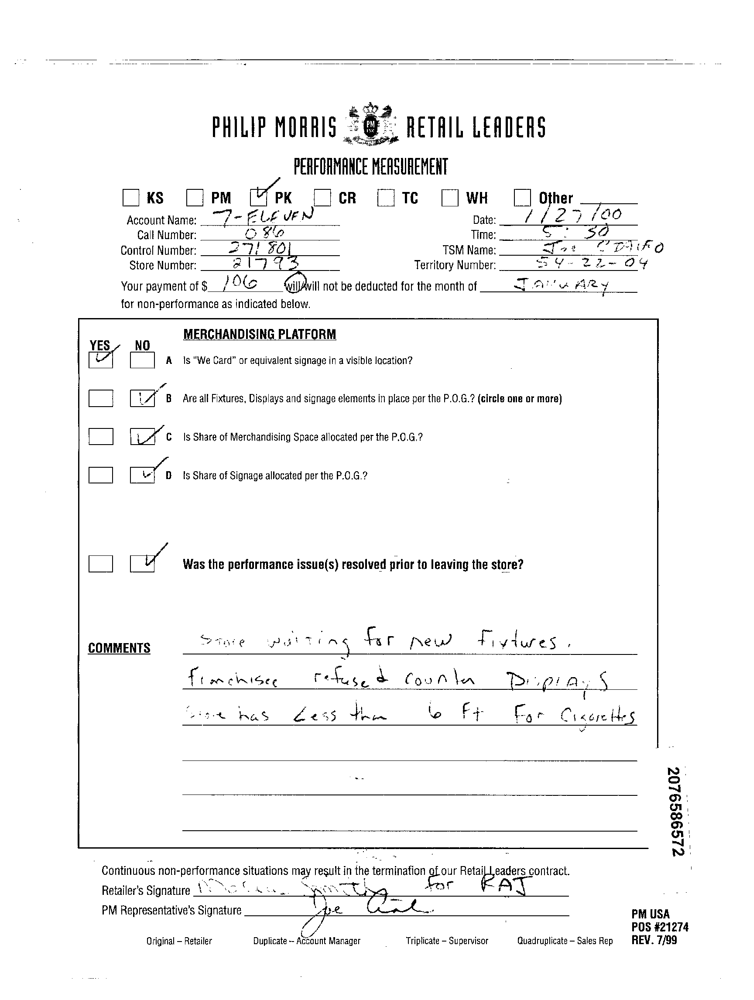 PHILIP MORRIS PM INC RETAIL LEADERS
PERFORMANCE MEASUREMENT
KS PM PK CR TC WH Other
Account Name: 7-ELEVEN Date: 1/27/00
Call Number: 086 Time: 5:30
Control Number: 271801 TSM Name: Joe
Store Number: 21793 Territory Number: 54-22-04
Your payment of $ 106 will/will not be deducted for the month of JANUARY
for non-performance as indicated below.
MERCHANDISING PLATFORM
YES NO
A Is "We Card" or equivalent signage in a visible location?
B Are all Fixtures, Displays and signage elements in place per the P.O.G.? (circle one or more)
C Is Share of Merchandising Space allocated per the P.O.G.?
D Is Share of Signage allocated per the P.O.G.?
Was the performance issue(s) resolved prior to leaving the store?
COMMENTS Store waiting for new fixtures.
franchisee refused counter Displays
Store has Less than 6 Ft For Cigarettes
2076586572
Continuous non-performance situations may result in the termination of our Retail Leaders contract.
Retailer's Signature for RAJ
PM Representative's Signature Joe
PM USA
POS #21274
REV. 7/99
Original – Retailer Duplicate – Account Manager Triplicate – Supervisor Quadruplicate – Sales Rep